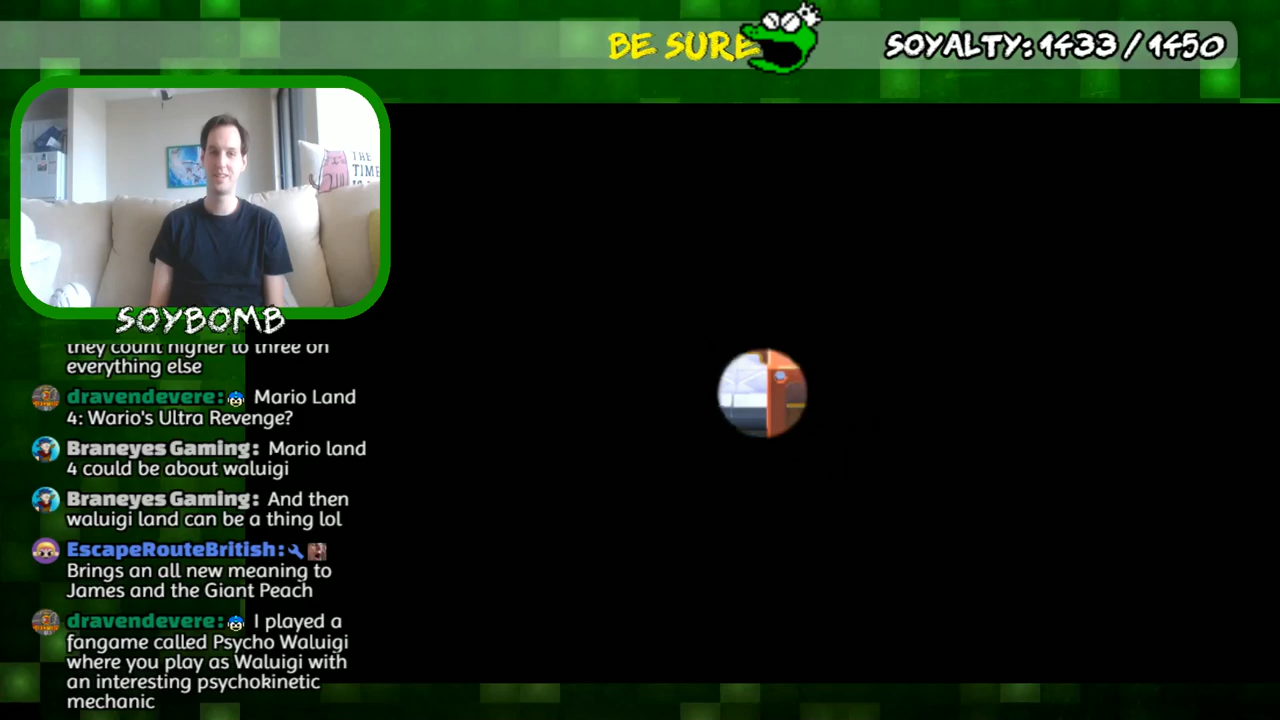 BE SURE
SOYALTY: 1433 / 1450
THE
TIME
SOYBOMB
they count higher to three on
everything else
dravendevere: Mario Land
4: Wario's Ultra Revenge?
Braneyes Gaming: Mario land
4 could be about waluigi
Braneyes Gaming: And then
waluigi land can be a thing lol
EscapeRouteBritish:
Brings an all new meaning to
James and the Giant Peach
dravendevere: I played a
fangame called Psycho Waluigi
where you play as Waluigi with
an interesting psychokinetic
mechanic